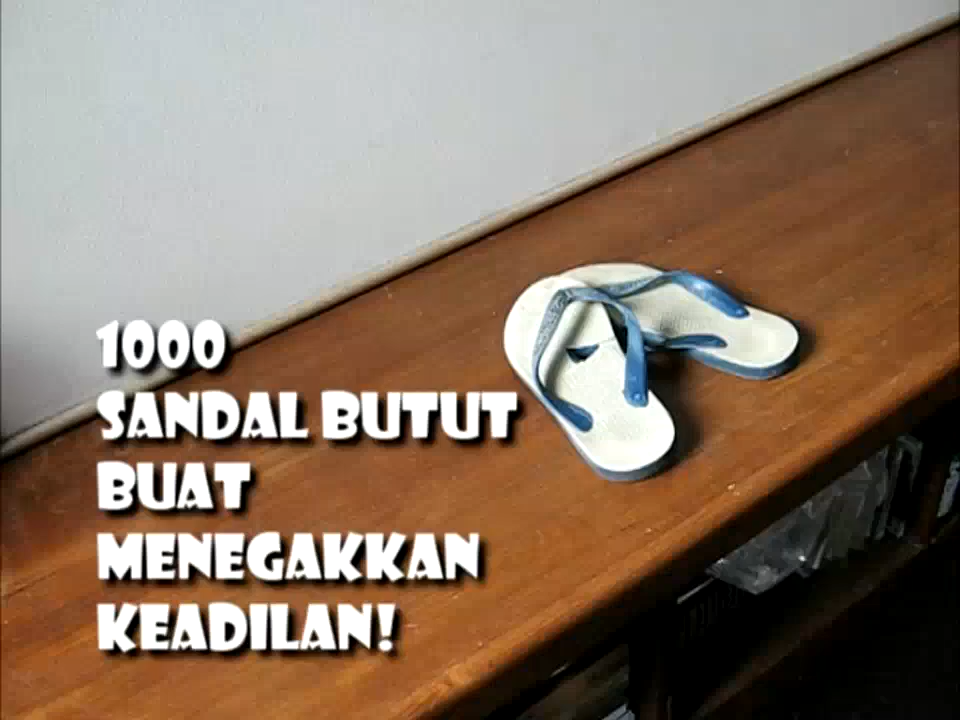 1000
SANDAL BUTUT
BUAT
MENEGAKKAN
KEADILAN!